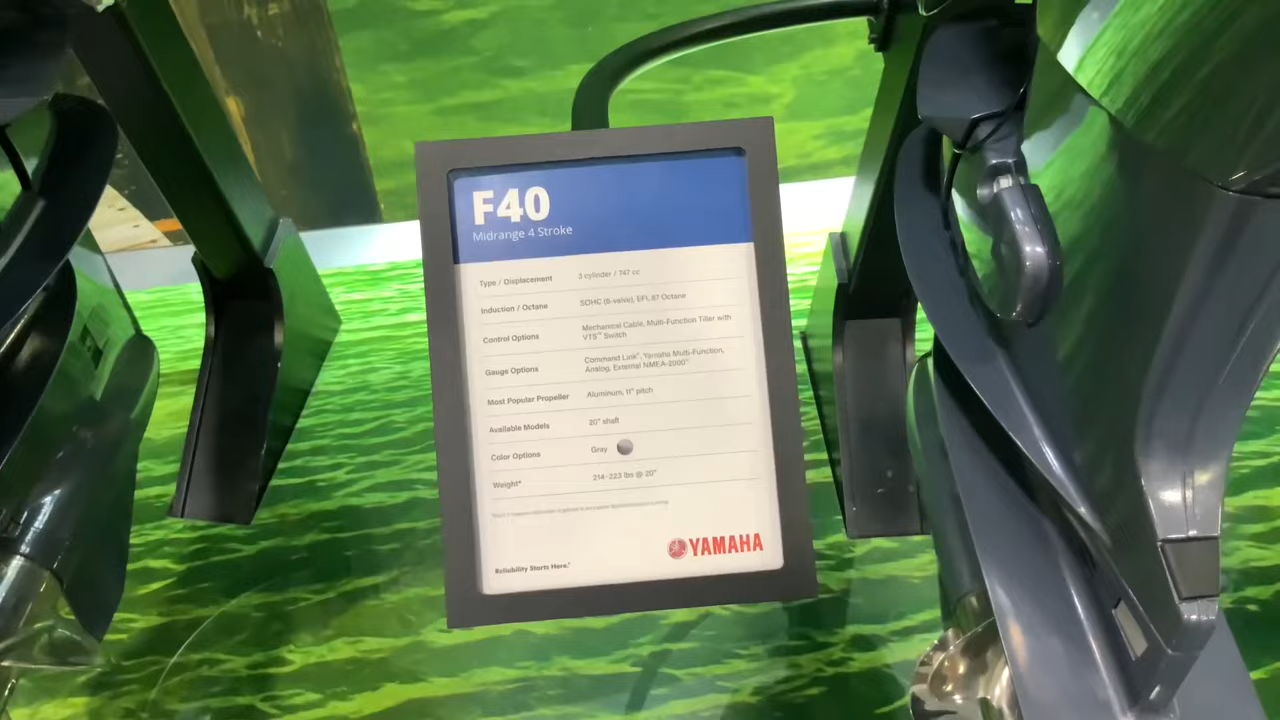 F40
Midrange 4 Stroke
Type / Displacement 3 cylinder / 747 cc
Induction / Octane SOHC (6-valve), EFI, 87 Octane
Control Options Mechanical Cable, Multi-Function Tiller with
VTS™ Switch
Gauge Options Command Link®, Yamaha Multi-Function,
Analog, External NMEA-2000®
Most Popular Propeller Aluminum, 11" pitch
Available Models 20" shaft
Color Options Gray
Weight* 214-223 lbs @ 20"
YAMAHA
Reliability Starts Here.®